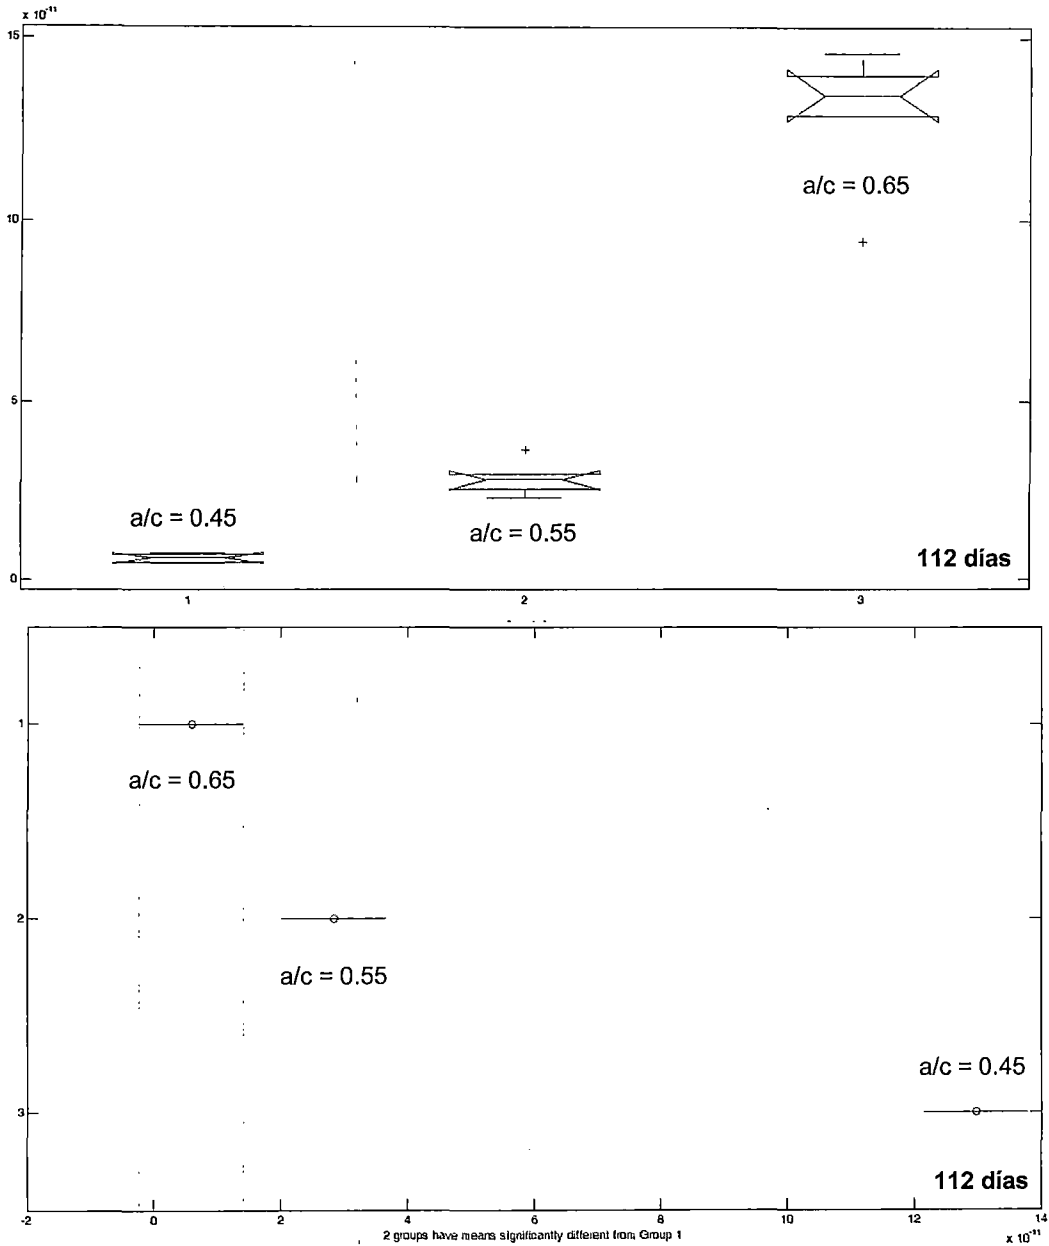 x 10⁻¹¹
15
a/c = 0.65
10
5
a/c = 0.45
a/c = 0.55
112 días
0
1 2 3
1
a/c = 0.65
2
a/c = 0.55
a/c = 0.45
3
112 días
-2 0 2 4 6 8 10 12 14
2 groups have means significantly different from Group 1
x 10⁻¹¹